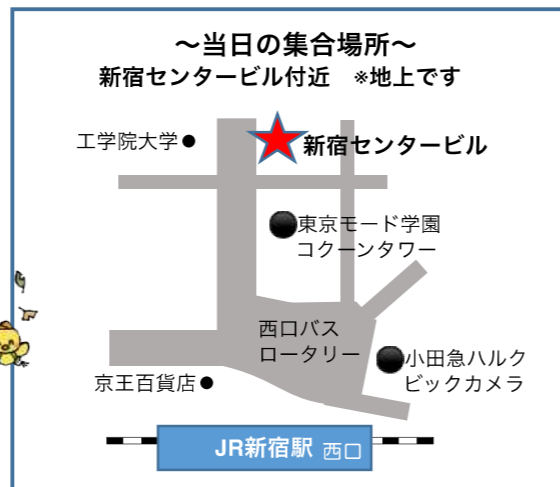 ～当日の集合場所～
新宿センタービル付近　*地上です
工学院大学●
新宿センタービル
東京モード学園
コクーンタワー
西口バス
ロータリー
小田急ハルク
ビックカメラ
京王百貨店●
JR新宿駅 西口